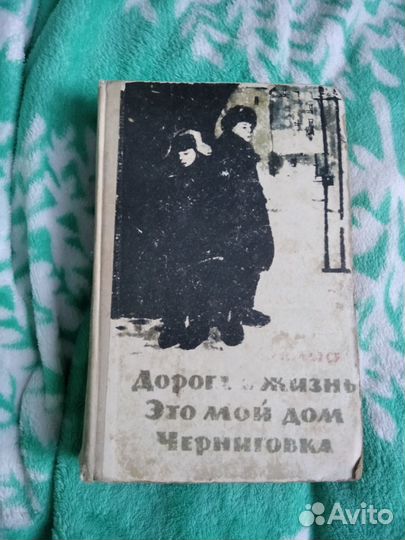 Дорога в жизнь
Это мой дом
Черниговка
Avito